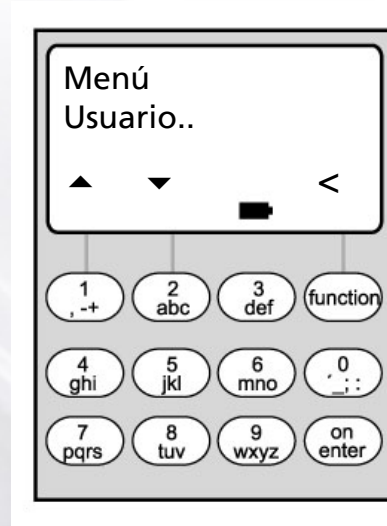 Menú
Usuario..
<
1 2 3 function
, -+ abc def
4 5 6 0
ghi jkl mno ´_; :
7 8 9 on
pqrs tuv wxyz enter